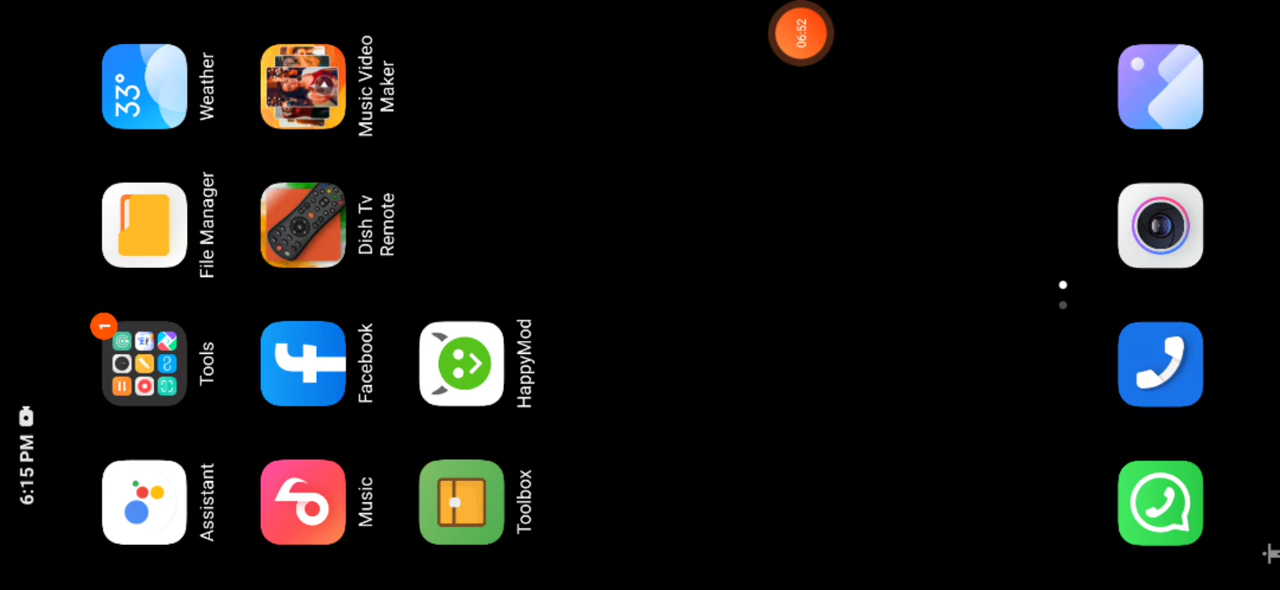 6:15 PM
Assistant
1
Tools
File Manager
33°
Weather
Music
Facebook
Dish Tv
Remote
Music Video
Maker
Toolbox
HappyMod
06:52